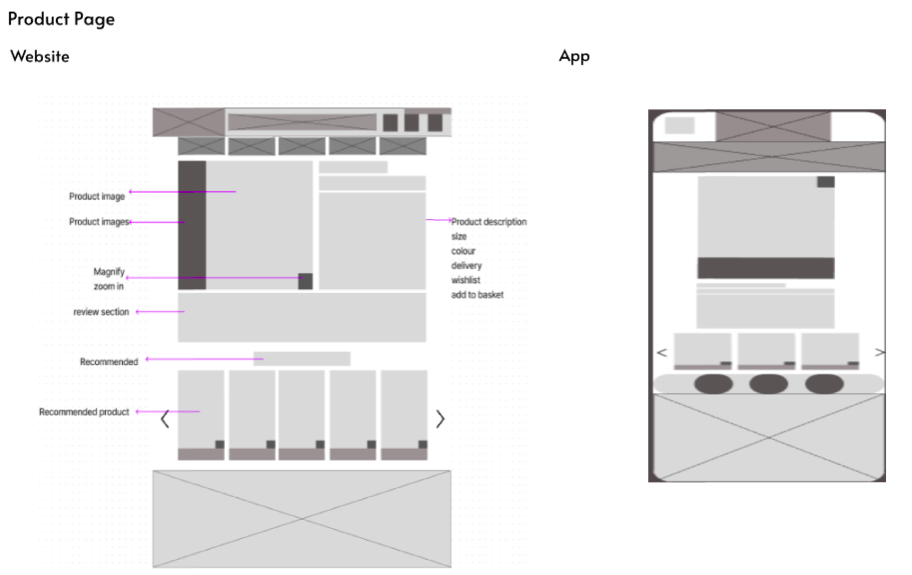 Product Page
Website
App
Product image
Product images
Magnify
zoom in
review section
Recommended
Recommended product
Product description
size
colour
delivery
wishlist
add to basket